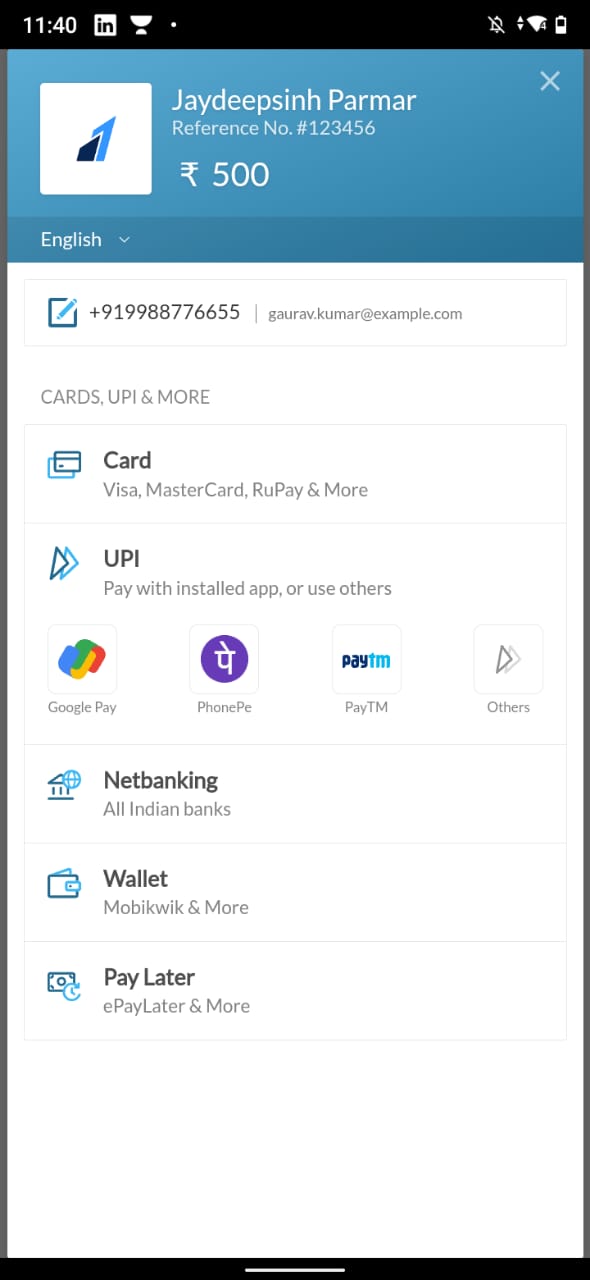 11:40
Jaydeepsinh Parmar
Reference No. #123456
₹ 500
English
+919988776655 | gaurav.kumar@example.com
CARDS, UPI & MORE
Card
Visa, MasterCard, RuPay & More
UPI
Pay with installed app, or use others
पे paytm
Google Pay PhonePe PayTM Others
Netbanking
All Indian banks
Wallet
Mobikwik & More
Pay Later
ePayLater & More